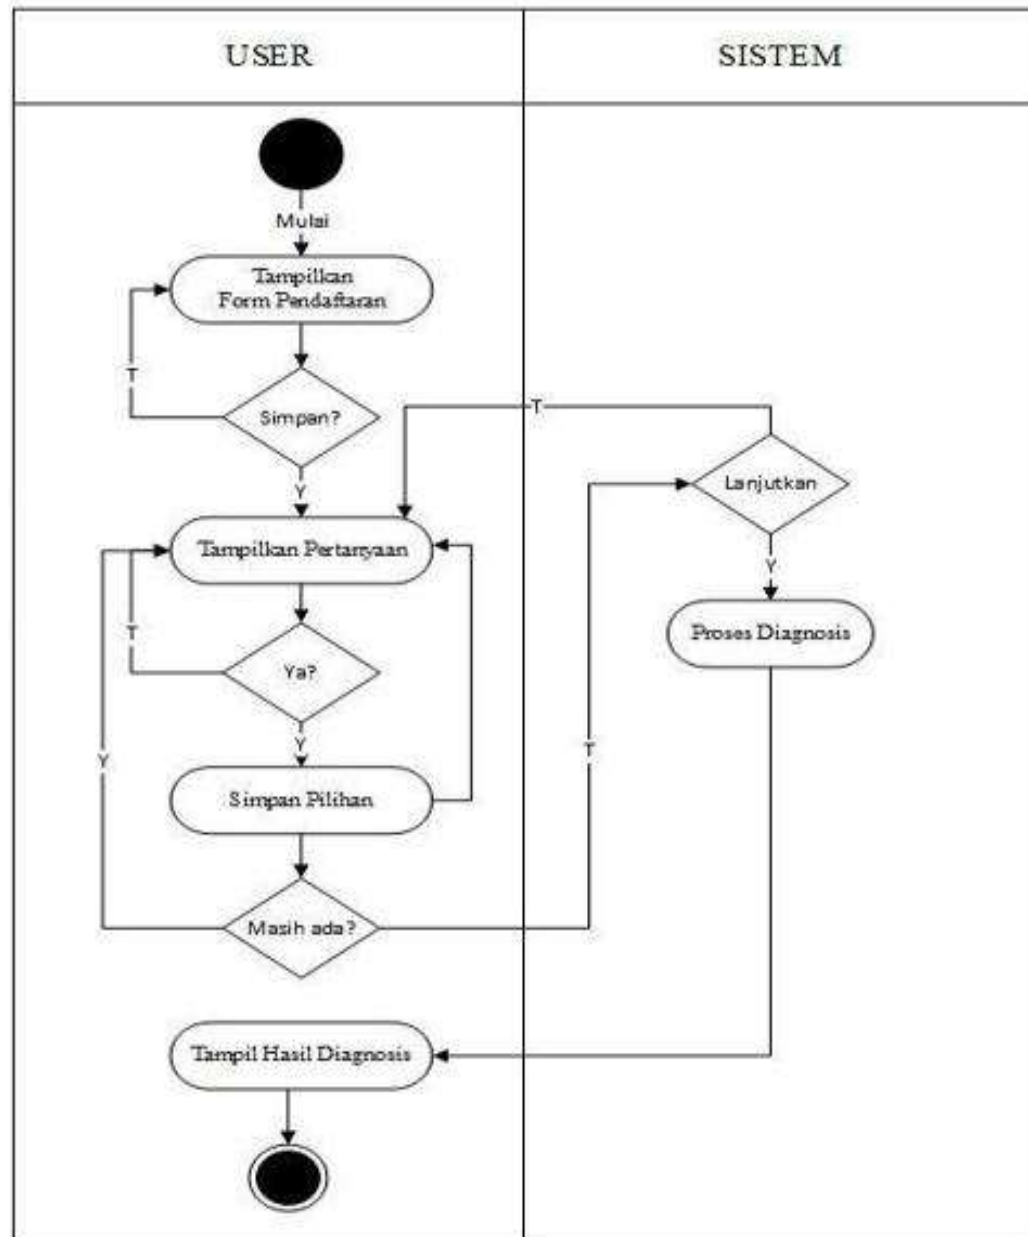 USER
SISTEM
Mulai
Tampilkan
Form Pendaftaran
T
Simpan?
T
Y
Lanjutkan
Tampilkan Pertanyaan
Y
T
Proses Diagnosis
Ya?
Y
Y
T
Simpan Pilihan
Masih ada?
Tampil Hasil Diagnosis